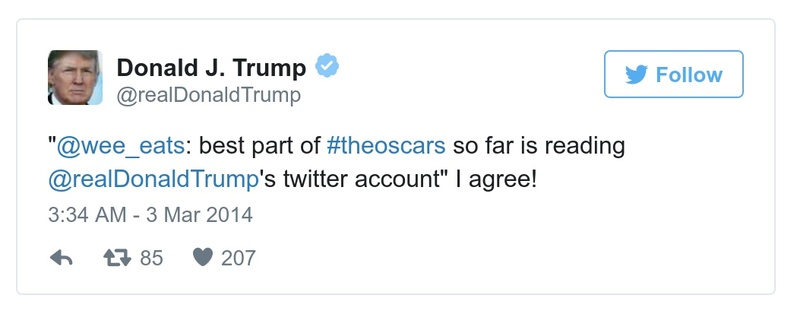 Donald J. Trump
@realDonaldTrump
Follow
"@wee_eats: best part of #theoscars so far is reading
@realDonaldTrump's twitter account" I agree!
3:34 AM - 3 Mar 2014
85 207